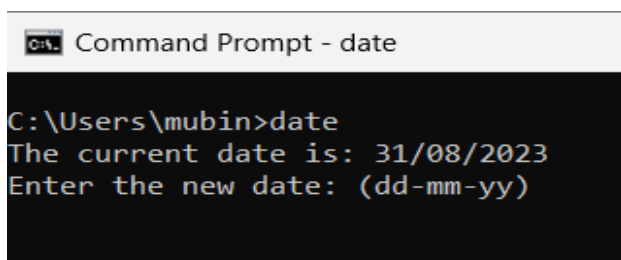 Command Prompt - date
C:\Users\mubin>date
The current date is: 31/08/2023
Enter the new date: (dd-mm-yy)